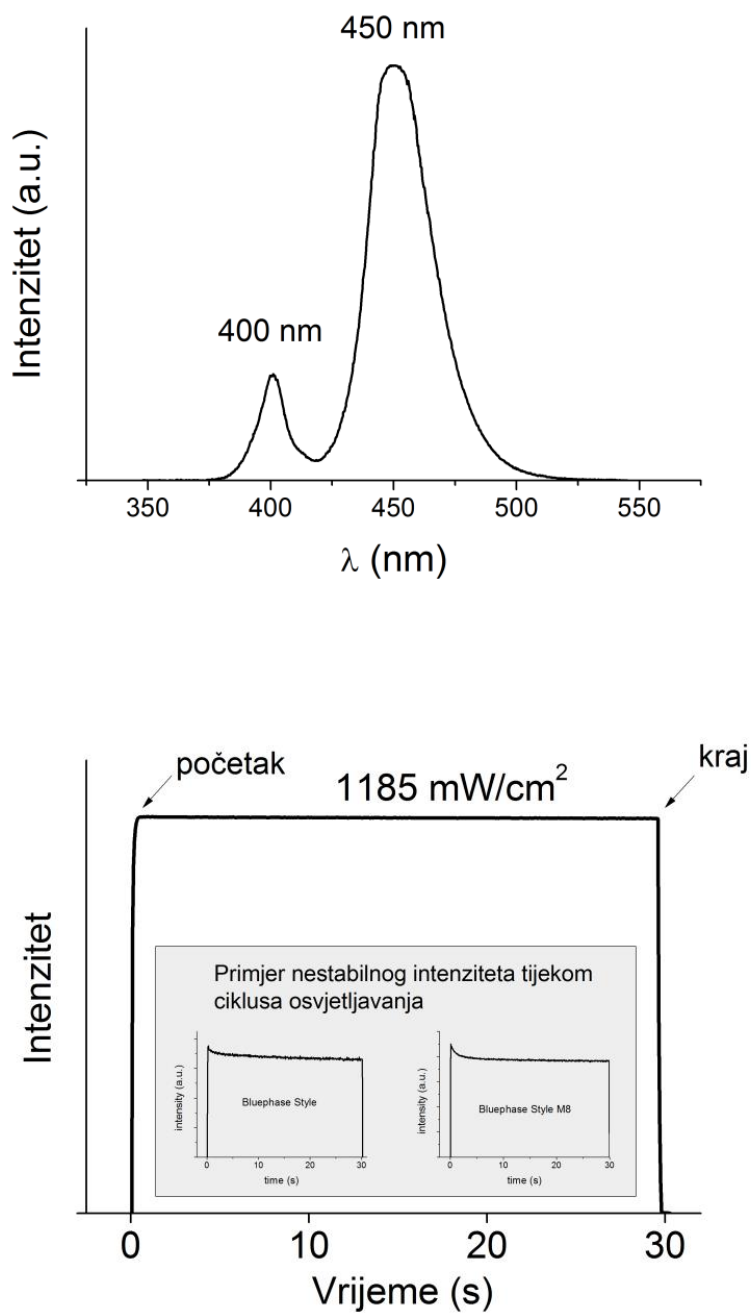 450 nm
400 nm
Intenzitet (a.u.)
350 400 450 500 550
λ (nm)
početak
kraj
1185 mW/cm²
Intenzitet
Primjer nestabilnog intenziteta tijekom
ciklusa osvjetljavanja
intensity (a.u.)
Bluephase Style
0 10 20 30
time (s)
intensity (a.u.)
Bluephase Style M8
0 10 20 30
time (s)
0 10 20 30
Vrijeme (s)